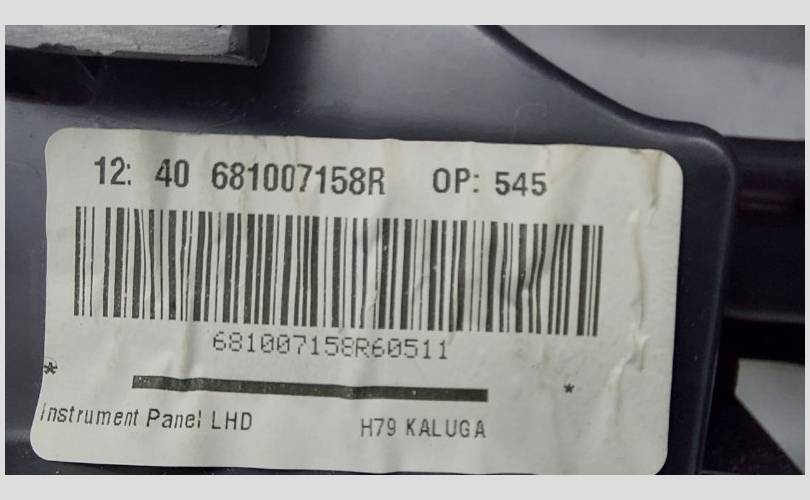 12: 40 681007158R OP: 545
681007158R60511
* *
Instrument Panel LHD H79 KALUGA